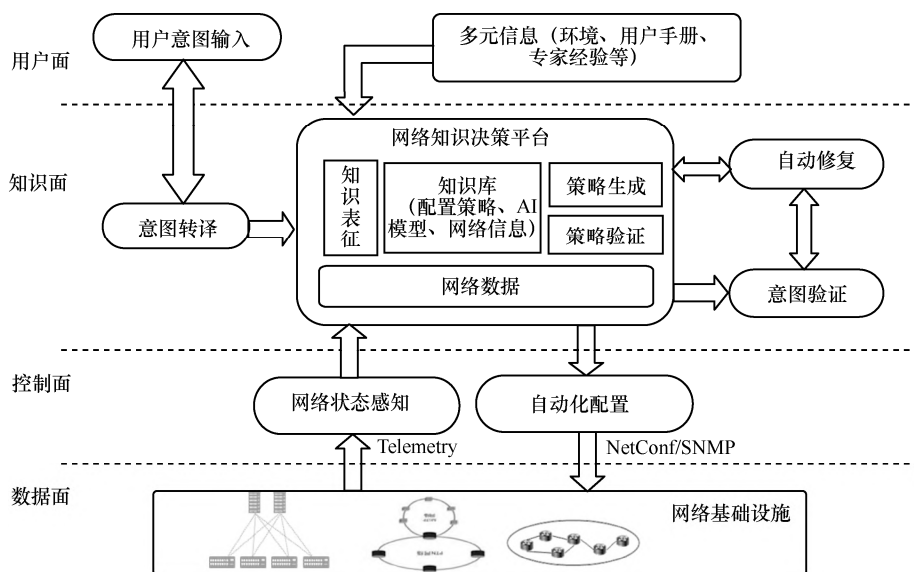 用户面
用户意图输入
多元信息（环境、用户手册、
专家经验等）
知识面
意图转译
网络知识决策平台
知识表征
知识库
（配置策略、AI
模型、网络信息）
策略生成
策略验证
网络数据
自动修复
意图验证
控制面
网络状态感知
自动化配置
Telemetry
NetConf/SNMP
数据面
网络基础设施